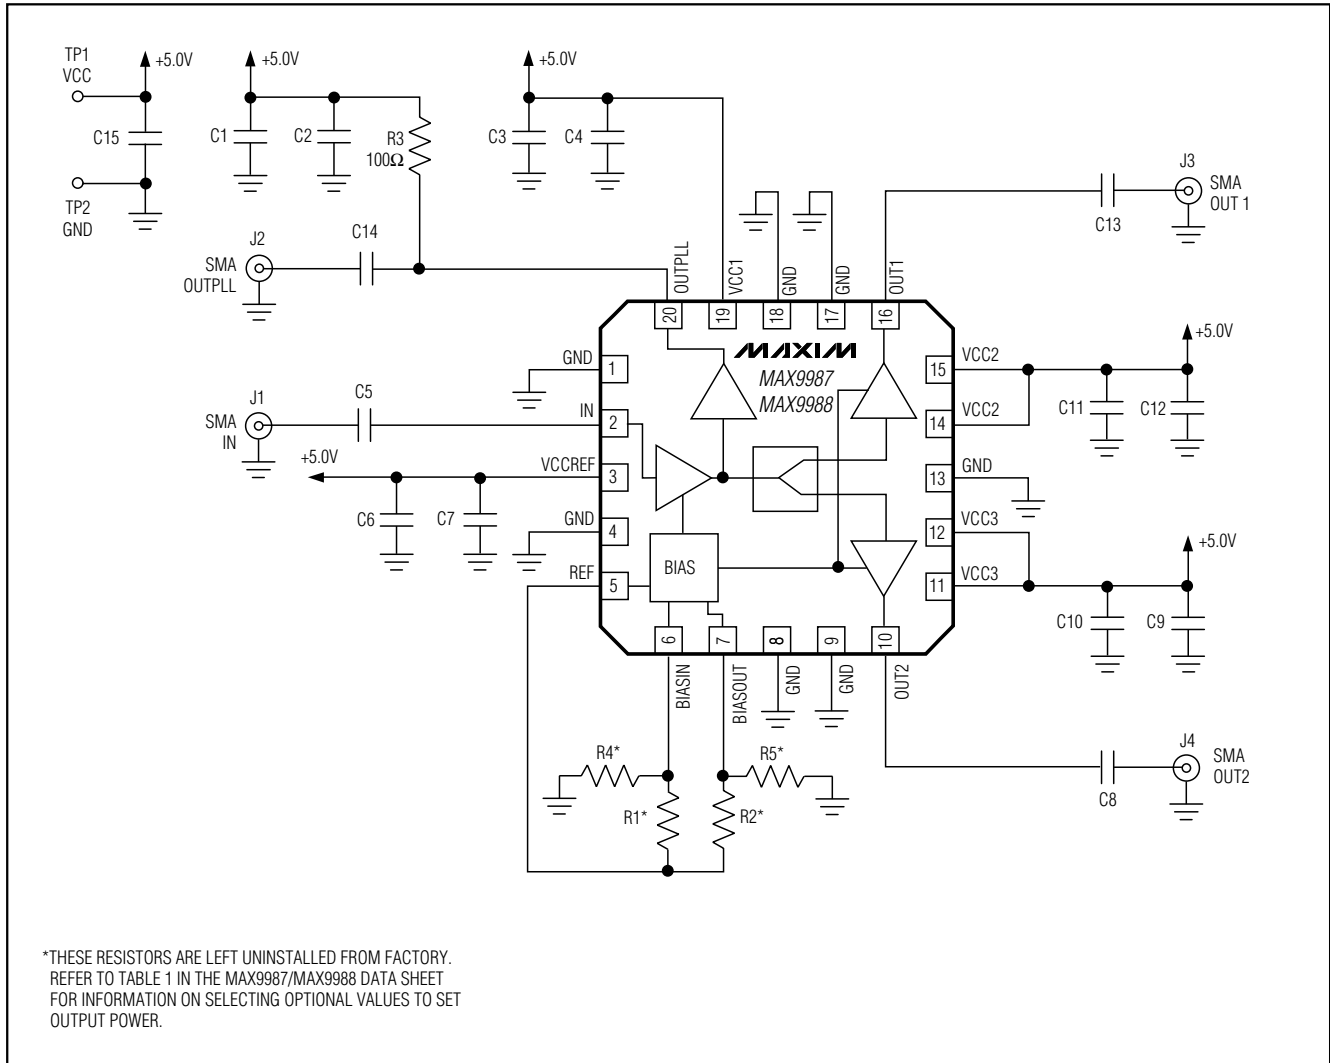 TP1
VCC
+5.0V
+5.0V
+5.0V
C15
C1
C2
R3
100Ω
C3
C4
TP2
GND
J3
SMA
OUT 1
C13
J2
SMA
OUTPLL
C14
OUTPLL
VCC1
GND
GND
OUT1
20
19
18
17
16
MAXIM
MAX9987
MAX9988
GND
1
15
VCC2
+5.0V
J1
SMA
IN
C5
IN
2
14
VCC2
C11
C12
+5.0V
VCCREF
3
13
GND
C6
C7
GND
4
12
VCC3
+5.0V
REF
5
BIAS
11
VCC3
C10
C9
6
7
8
9
10
BIASIN
BIASOUT
GND
GND
OUT2
R4*
R5*
R1*
R2*
J4
SMA
OUT2
C8
*THESE RESISTORS ARE LEFT UNINSTALLED FROM FACTORY.
REFER TO TABLE 1 IN THE MAX9987/MAX9988 DATA SHEET
FOR INFORMATION ON SELECTING OPTIONAL VALUES TO SET
OUTPUT POWER.